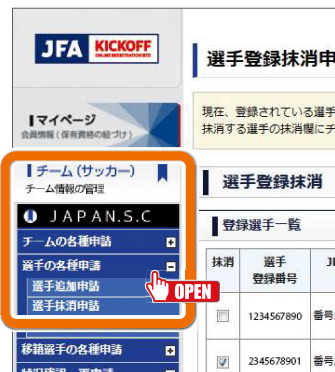 JFA KICKOFF
ONLINE REGISTRATION SITE
選手登録抹消申
マイページ
会員情報（保有資格の紐づけ）
現在、登録されている選手
抹消する選手の抹消欄にチ
チーム（サッカー）
チーム情報の管理
JAPAN.S.C
チームの各種申請
選手の各種申請
選手追加申請
選手抹消申請
OPEN
移籍選手の各種申請
選手登録抹消
登録選手一覧
抹消
選手
登録番号
1234567890
番号
2345678901
番号